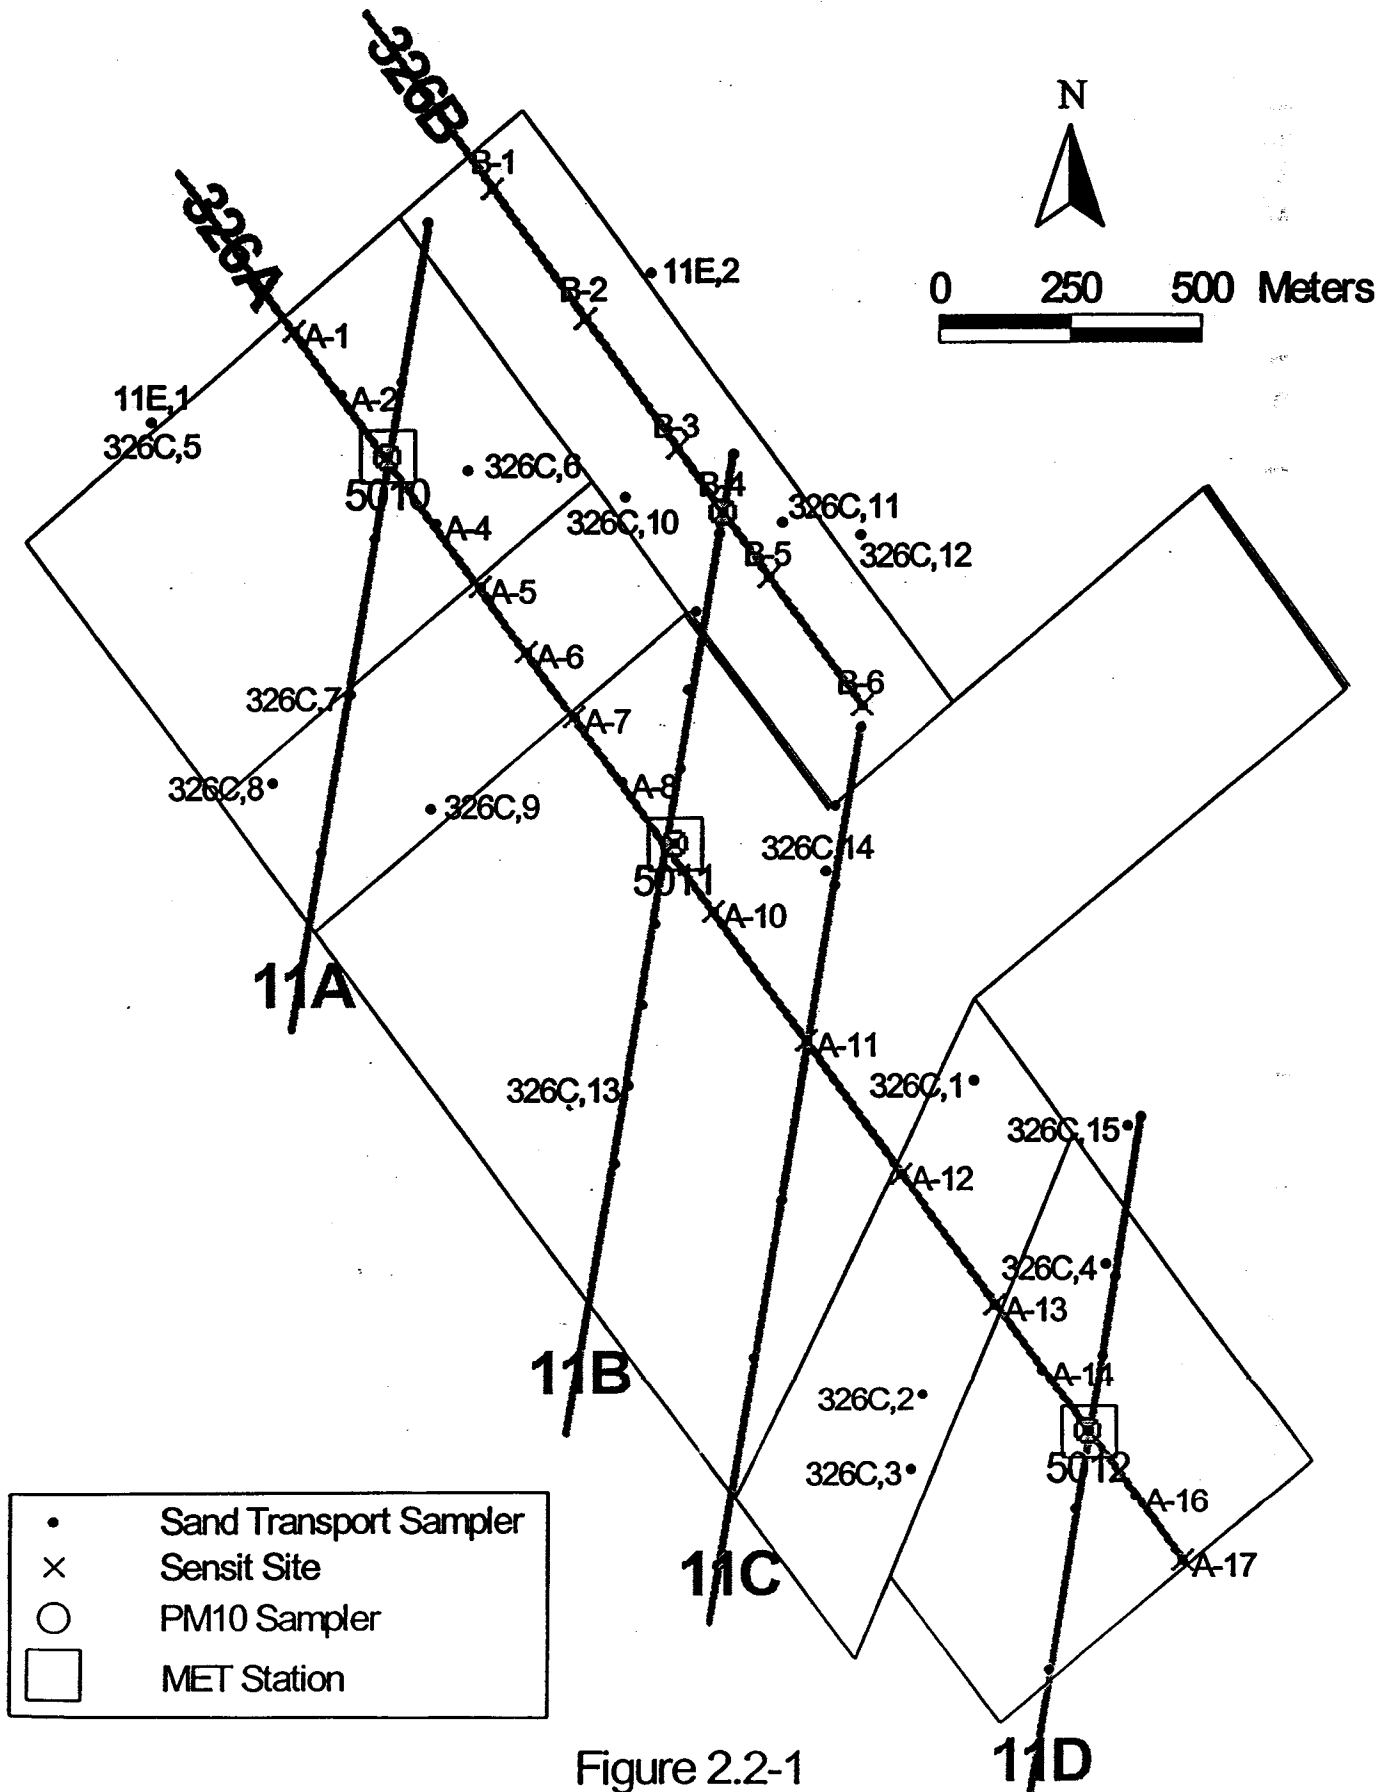 326B
N
B-1
326A
11E,2
B-2
0 250 500 Meters
A-1
11E,1
A-2
B-3
326C,5
326C,6
5010
B-4
326C,11
326C,10
A-4
326C,12
B-5
A-5
A-6
B-6
326C,7
A-7
326C,8
A-8
326C,9
326C,14
5011
A-10
11A
A-11
326C,1
326C,13
326C,15
A-12
326C,4
A-13
11B
A-14
326C,2
5012
326C,3
A-16
Sand Transport Sampler
Sensit Site
11C
A-17
PM10 Sampler
MET Station
11D
Figure 2.2-1